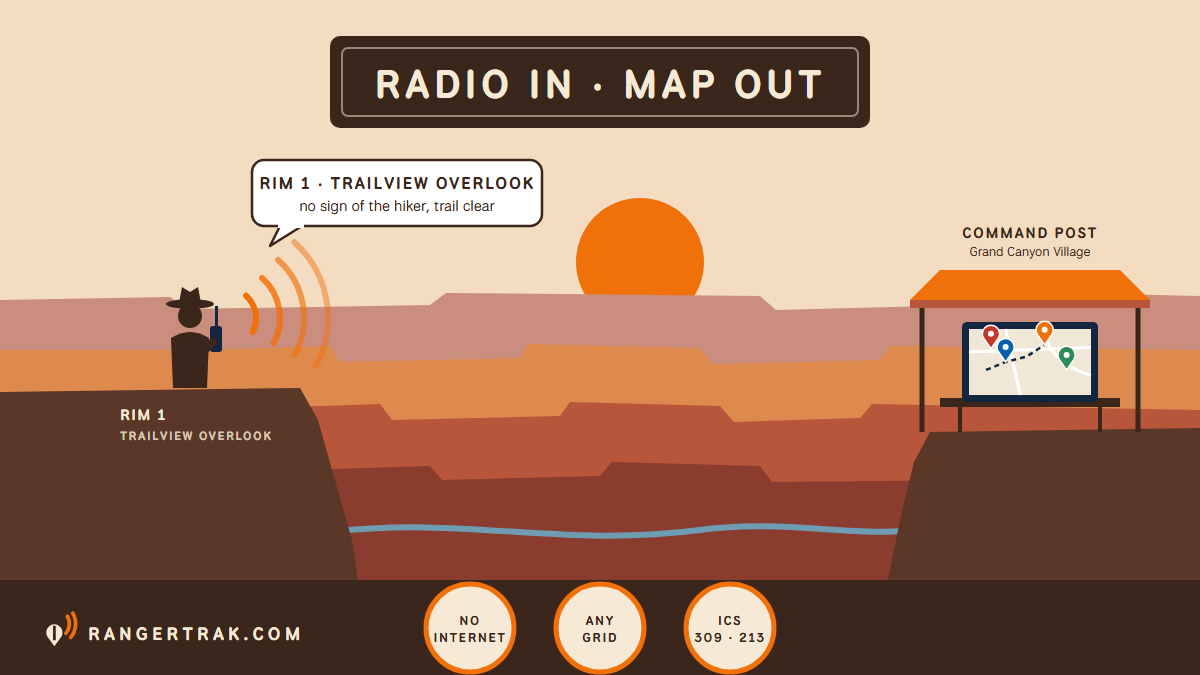 RADIO IN · MAP OUT
RIM 1 · TRAILVIEW OVERLOOK
no sign of the hiker, trail clear
COMMAND POST
Grand Canyon Village
RIM 1
TRAILVIEW OVERLOOK
RANGERTRAK.COM
NO
INTERNET
ANY
GRID
ICS
309 · 213